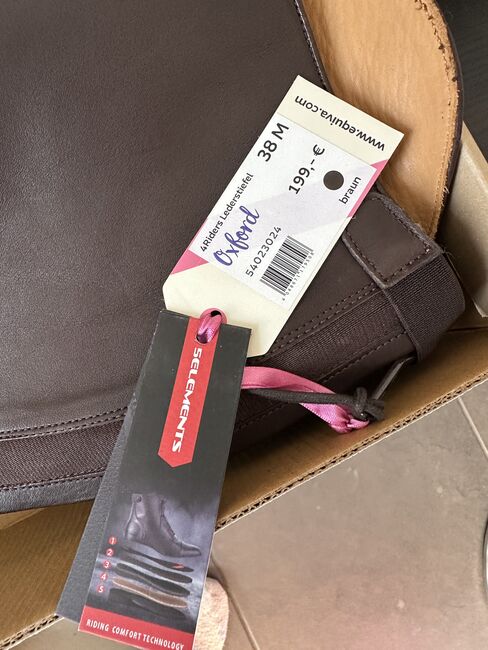 www.equiva.com
4Riders Lederstiefel
38 M
Oxford
199,- €
54023024
braun
5ELEMENTS
1
2
3
4
5
RIDING COMFORT TECHNOLOGY